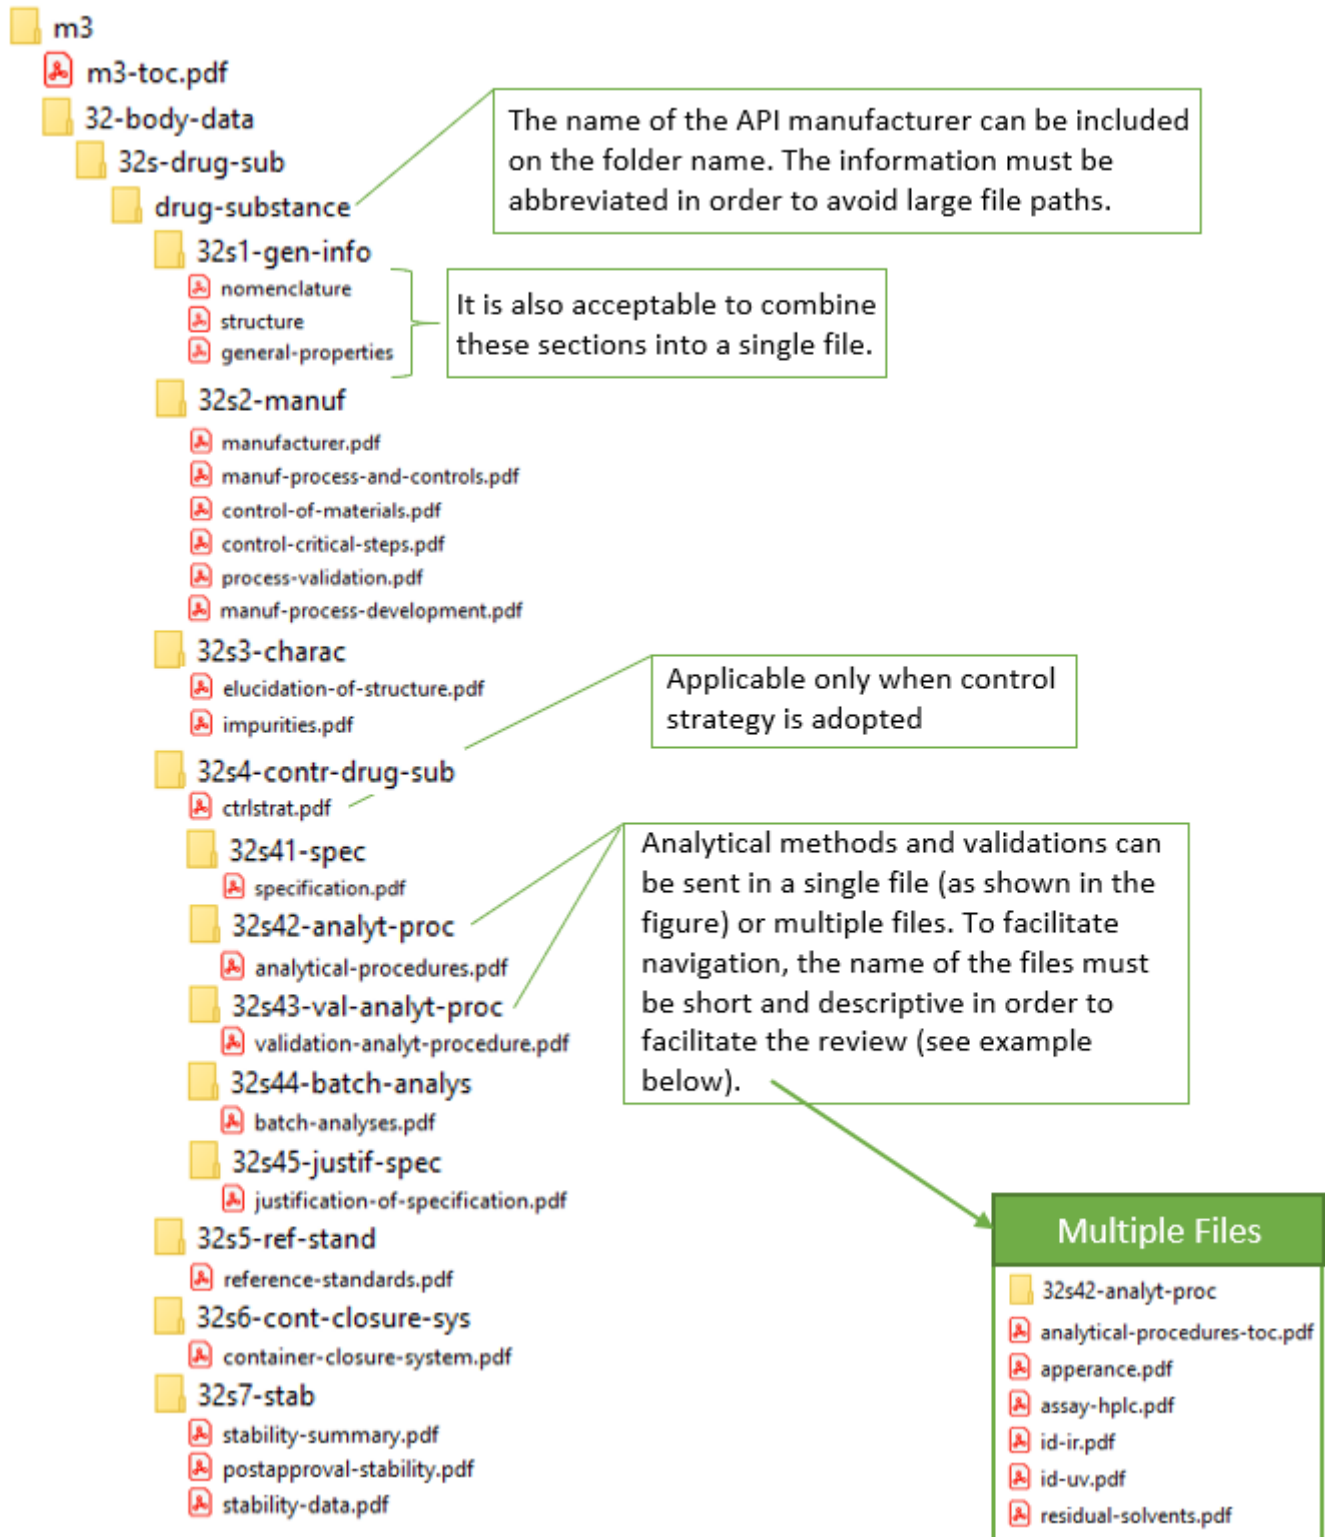 m3
m3-toc.pdf
32-body-data
32s-drug-sub
drug-substance
The name of the API manufacturer can be included
on the folder name. The information must be
abbreviated in order to avoid large file paths.
32s1-gen-info
nomenclature
structure
general-properties
It is also acceptable to combine
these sections into a single file.
32s2-manuf
manufacturer.pdf
manuf-process-and-controls.pdf
control-of-materials.pdf
control-critical-steps.pdf
process-validation.pdf
manuf-process-development.pdf
32s3-charac
elucidation-of-structure.pdf
impurities.pdf
Applicable only when control
strategy is adopted
32s4-contr-drug-sub
ctrlstrat.pdf
32s41-spec
specification.pdf
32s42-analyt-proc
analytical-procedures.pdf
32s43-val-analyt-proc
validation-analyt-procedure.pdf
32s44-batch-analys
batch-analyses.pdf
32s45-justif-spec
justification-of-specification.pdf
Analytical methods and validations can
be sent in a single file (as shown in the
figure) or multiple files. To facilitate
navigation, the name of the files must
be short and descriptive in order to
facilitate the review (see example
below).
32s5-ref-stand
reference-standards.pdf
32s6-cont-closure-sys
container-closure-system.pdf
32s7-stab
stability-summary.pdf
postapproval-stability.pdf
stability-data.pdf
Multiple Files
32s42-analyt-proc
analytical-procedures-toc.pdf
apperance.pdf
assay-hplc.pdf
id-ir.pdf
id-uv.pdf
residual-solvents.pdf